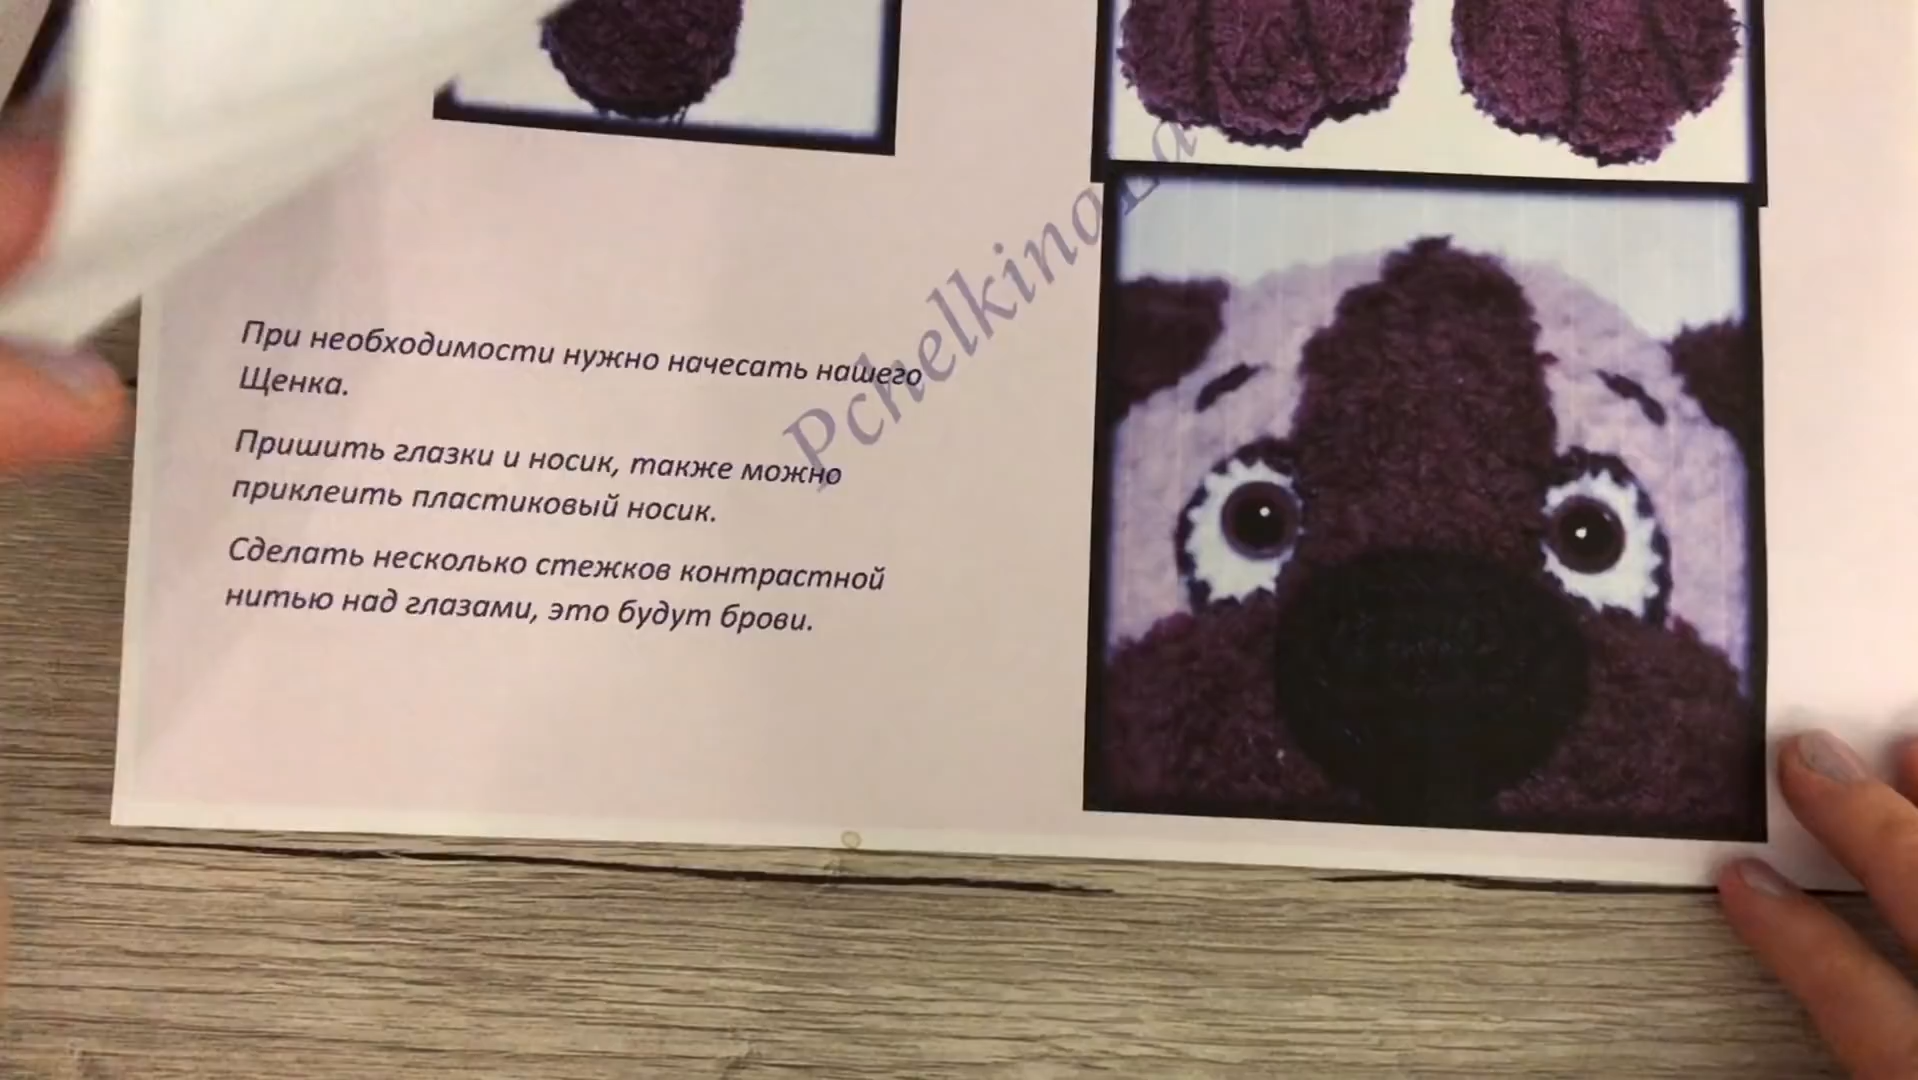 При необходимости нужно начесать нашего
Щенка.
Пришить глазки и носик, также можно
приклеить пластиковый носик.
Сделать несколько стежков контрастной
нитью над глазами, это будут брови.
PchelkinaLa